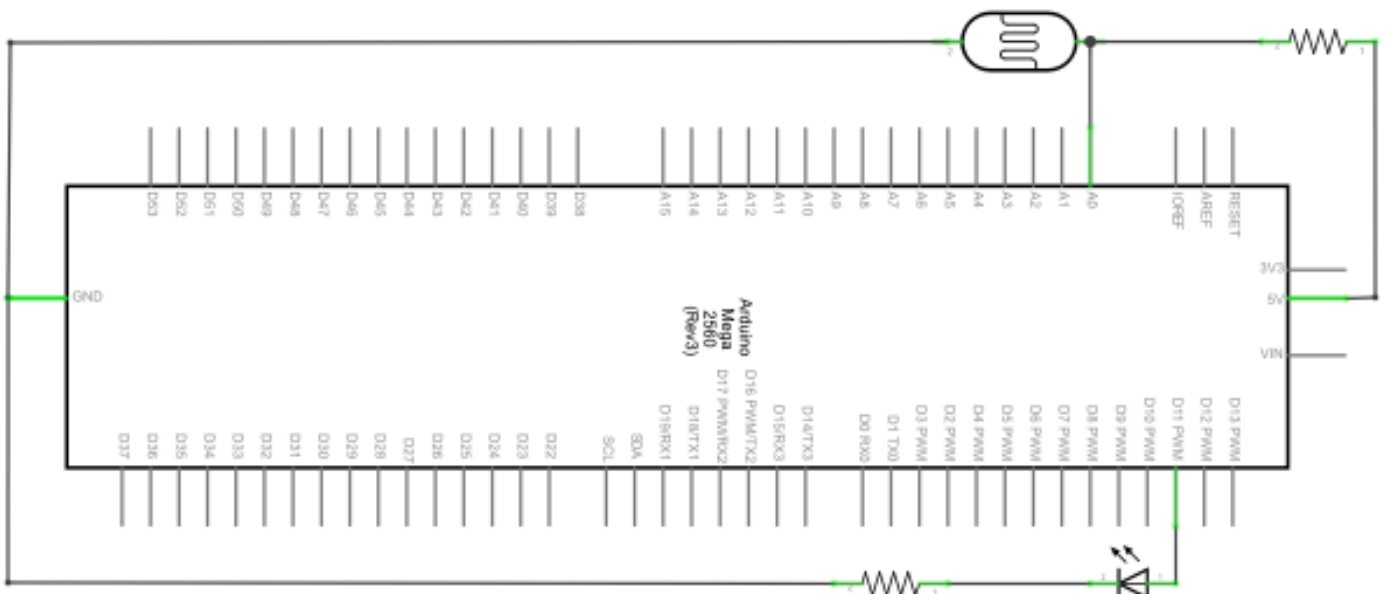 D53
D52
D51
D50
D49
D48
D47
D46
D45
D44
D43
D42
D41
D40
D39
D38
A15
A14
A13
A12
A11
A10
A9
A8
A7
A6
A5
A4
A3
A2
A1
A0
IOREF
AREF
RESET
3V3
5V
VIN
GND
Arduino
Mega
2560
(Rev3)
D37
D36
D35
D34
D33
D32
D31
D30
D29
D28
D27
D26
D25
D24
D23
D22
SCL
SDA
D19/RX1
D18/TX1
D17 PWM/RX2
D16 PWM/TX2
D15/RX3
D14/TX3
D0 RX0
D1 TX0
D3 PWM
D2 PWM
D4 PWM
D5 PWM
D6 PWM
D7 PWM
D8 PWM
D9 PWM
D10 PWM
D11 PWM
D12 PWM
D13 PWM